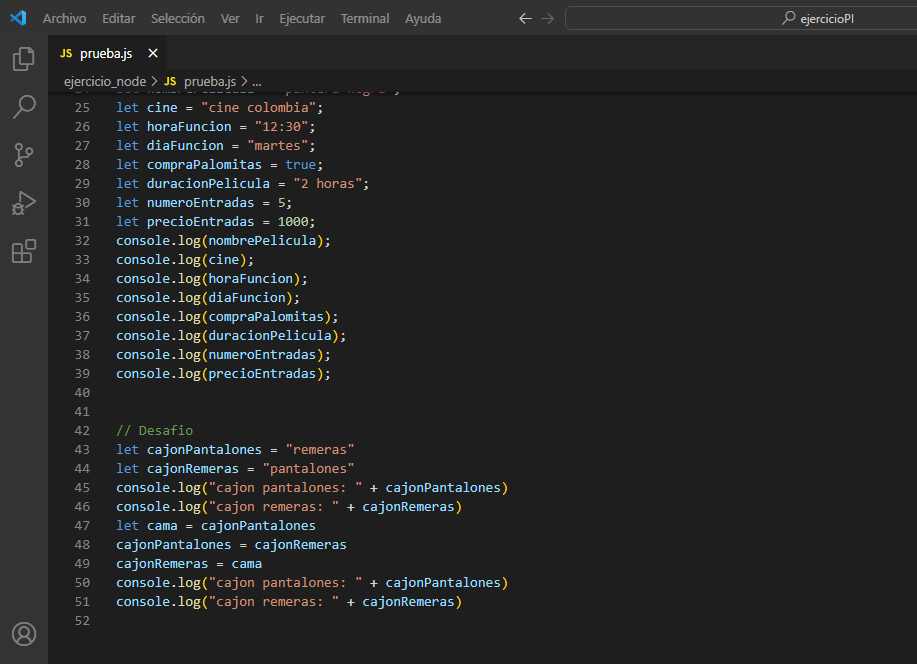 Archivo Editar Selección Ver Ir Ejecutar Terminal Ayuda ejercicioPI
JS prueba.js
ejercicio_node > JS prueba.js > ...
25 let cine = "cine colombia";
26 let horaFuncion = "12:30";
27 let diaFuncion = "martes";
28 let compraPalomitas = true;
29 let duracionPelicula = "2 horas";
30 let numeroEntradas = 5;
31 let precioEntradas = 1000;
32 console.log(nombrePelicula);
33 console.log(cine);
34 console.log(horaFuncion);
35 console.log(diaFuncion);
36 console.log(compraPalomitas);
37 console.log(duracionPelicula);
38 console.log(numeroEntradas);
39 console.log(precioEntradas);
40
41
42 // Desafio
43 let cajonPantalones = "remeras"
44 let cajonRemeras = "pantalones"
45 console.log("cajon pantalones: " + cajonPantalones)
46 console.log("cajon remeras: " + cajonRemeras)
47 let cama = cajonPantalones
48 cajonPantalones = cajonRemeras
49 cajonRemeras = cama
50 console.log("cajon pantalones: " + cajonPantalones)
51 console.log("cajon remeras: " + cajonRemeras)
52